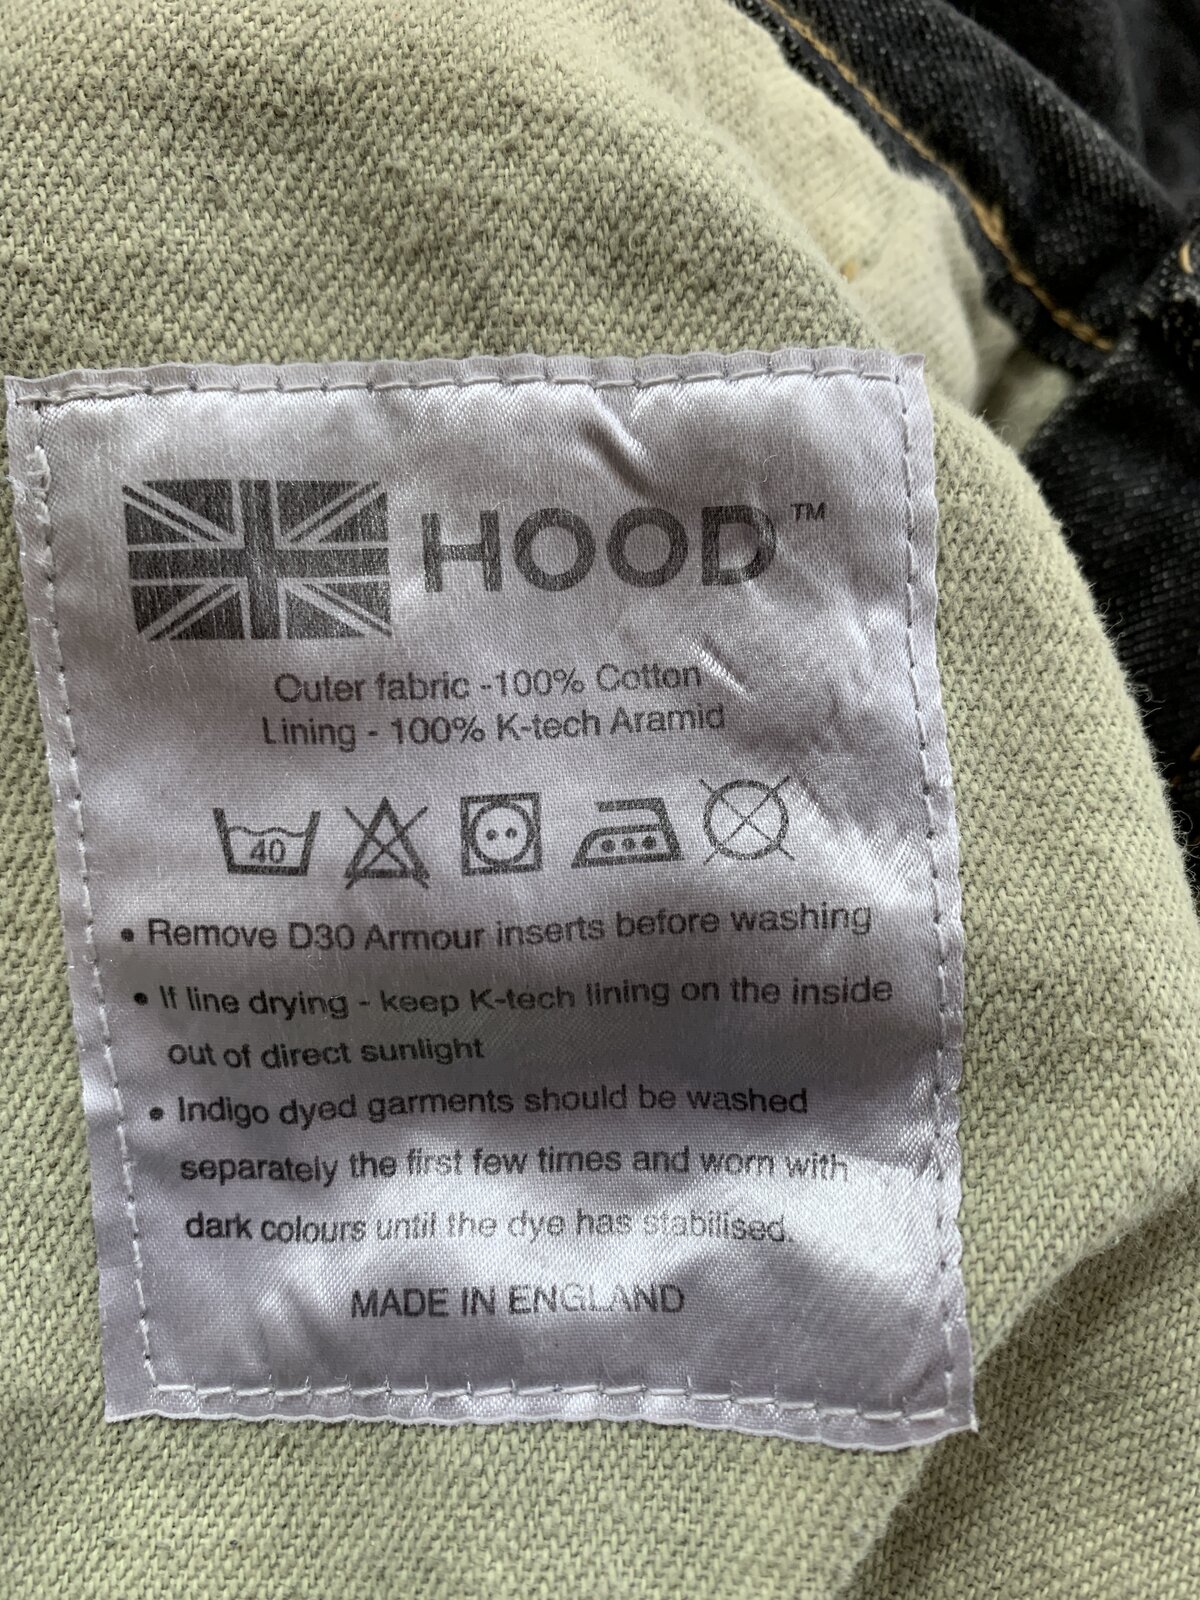 HOOD™
Outer fabric -100% Cotton
Lining - 100% K-tech Aramid
40
• Remove D30 Armour inserts before washing
• If line drying - keep K-tech lining on the inside
out of direct sunlight
• Indigo dyed garments should be washed
separately the first few times and worn with
dark colours until the dye has stabilised.
MADE IN ENGLAND